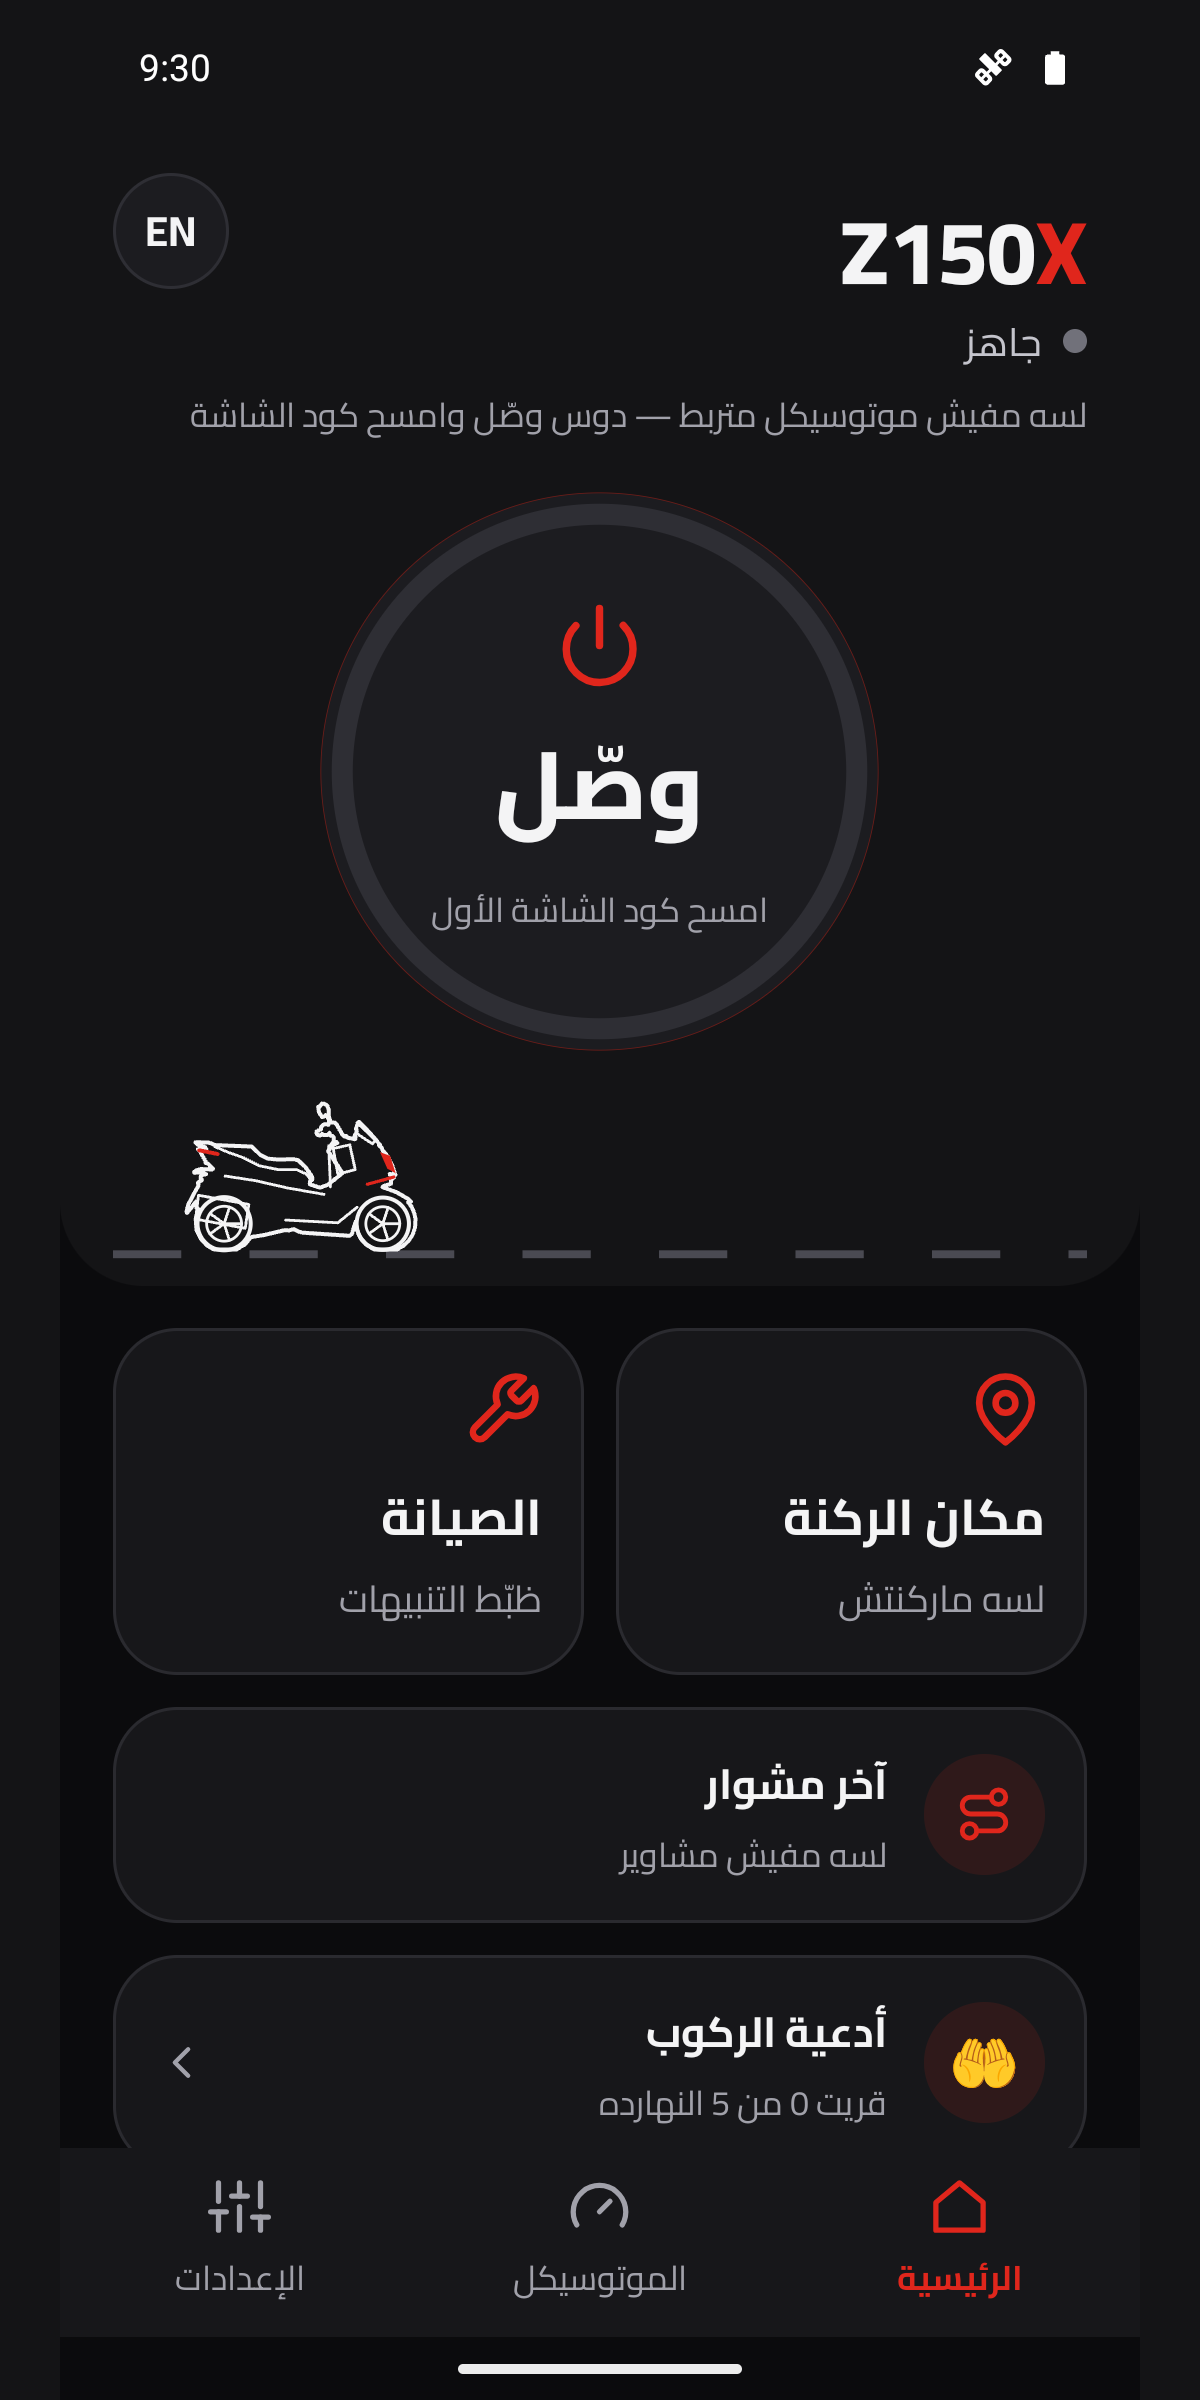 9:30
Z150X
EN
جاهز
لسه مفيش موتوسيكل متربط — دوس وصّل وامسح كود الشاشة
وصّل
امسح كود الشاشة الأول
مكان الركنة
لسه ماركنتش
الصيانة
ظبّط التنبيهات
آخر مشوار
لسه مفيش مشاوير
أدعية الركوب
قريت 0 من 5 النهارده
الرئيسية
الموتوسيكل
الإعدادات